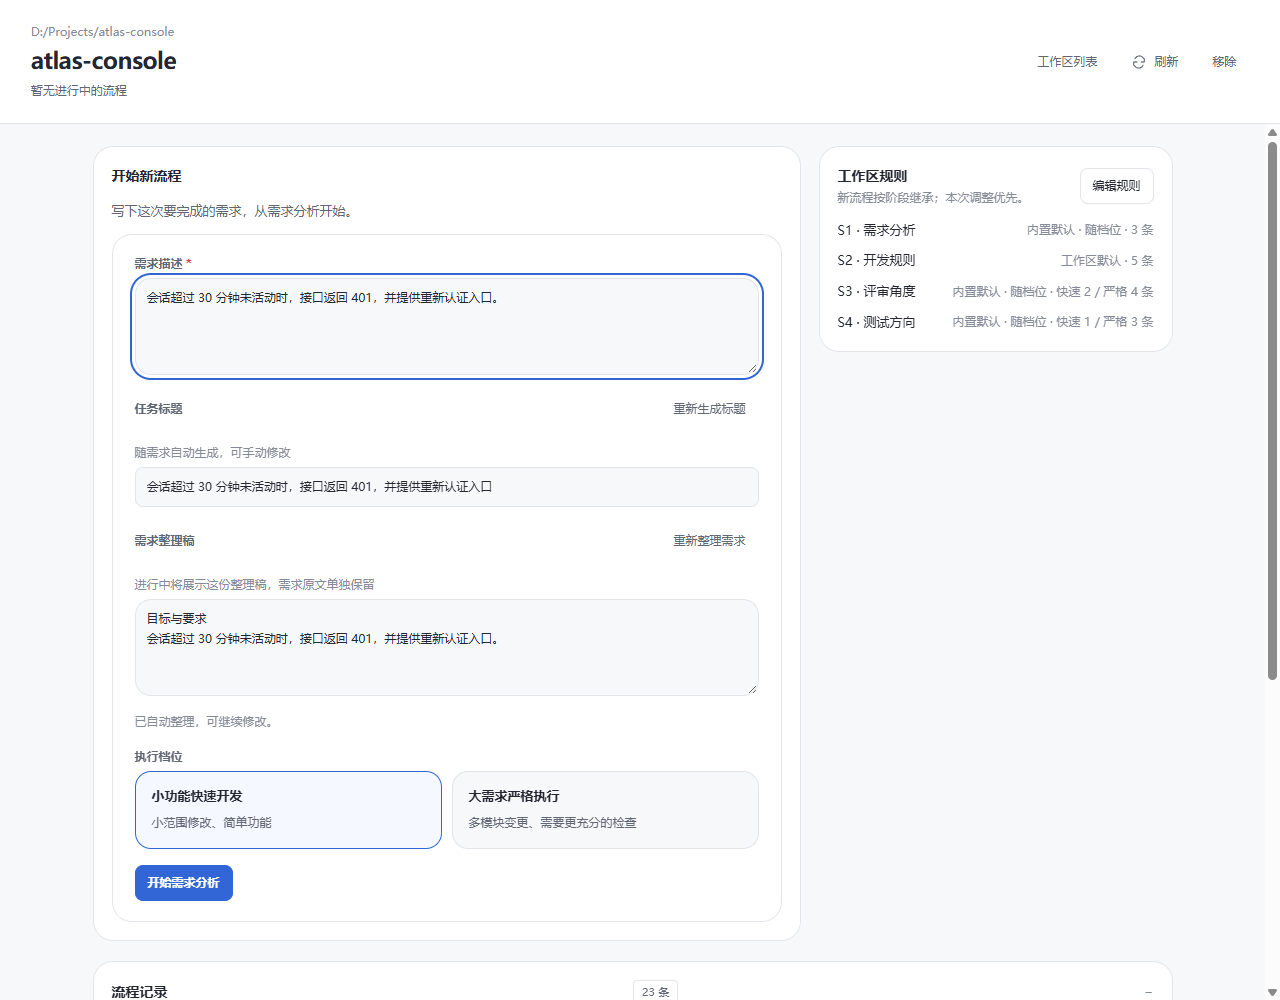 D:/Projects/atlas-console
atlas-console
暂无进行中的流程
工作区列表
刷新
移除
开始新流程
写下这次要完成的需求，从需求分析开始。
需求描述 *
会话超过 30 分钟未活动时，接口返回 401，并提供重新认证入口。
任务标题
重新生成标题
随需求自动生成，可手动修改
会话超过 30 分钟未活动时，接口返回 401，并提供重新认证入口
需求整理稿
重新整理需求
进行中将展示这份整理稿，需求原文单独保留
目标与要求
会话超过 30 分钟未活动时，接口返回 401，并提供重新认证入口。
已自动整理，可继续修改。
执行档位
小功能快速开发
小范围修改、简单功能
大需求严格执行
多模块变更、需要更充分的检查
开始需求分析
工作区规则
新流程按阶段继承；本次调整优先。
编辑规则
S1 · 需求分析
内置默认 · 随档位 · 3 条
S2 · 开发规则
工作区默认 · 5 条
S3 · 评审角度
内置默认 · 随档位 · 快速 2 / 严格 4 条
S4 · 测试方向
内置默认 · 随档位 · 快速 1 / 严格 3 条
流程记录
23 条